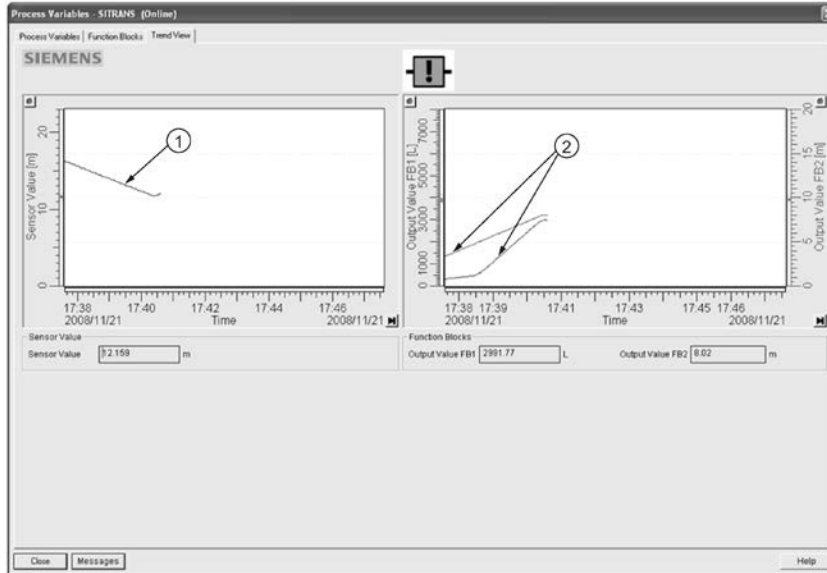 Process Variables - SITRANS (Online)
Process Variables Function Blocks Trend View
SIEMENS
!
1
2
Sensor Value [m]
20
10
0
17:38 17:40 17:42 17:44 17:46
2008/11/21 Time 2008/11/21
Output Value FB1 [L]
7000
5000
3000
1000
0
Output Value FB2 [m]
20
15
10
5
0
17:38 17:39 17:41 17:43 17:45 17:46
2008/11/21 Time 2008/11/21
Sensor Value
Sensor Value 12.159 m
Function Blocks
Output Value FB1 2991.77 L Output Value FB2 8.02 m
Close Messages Help